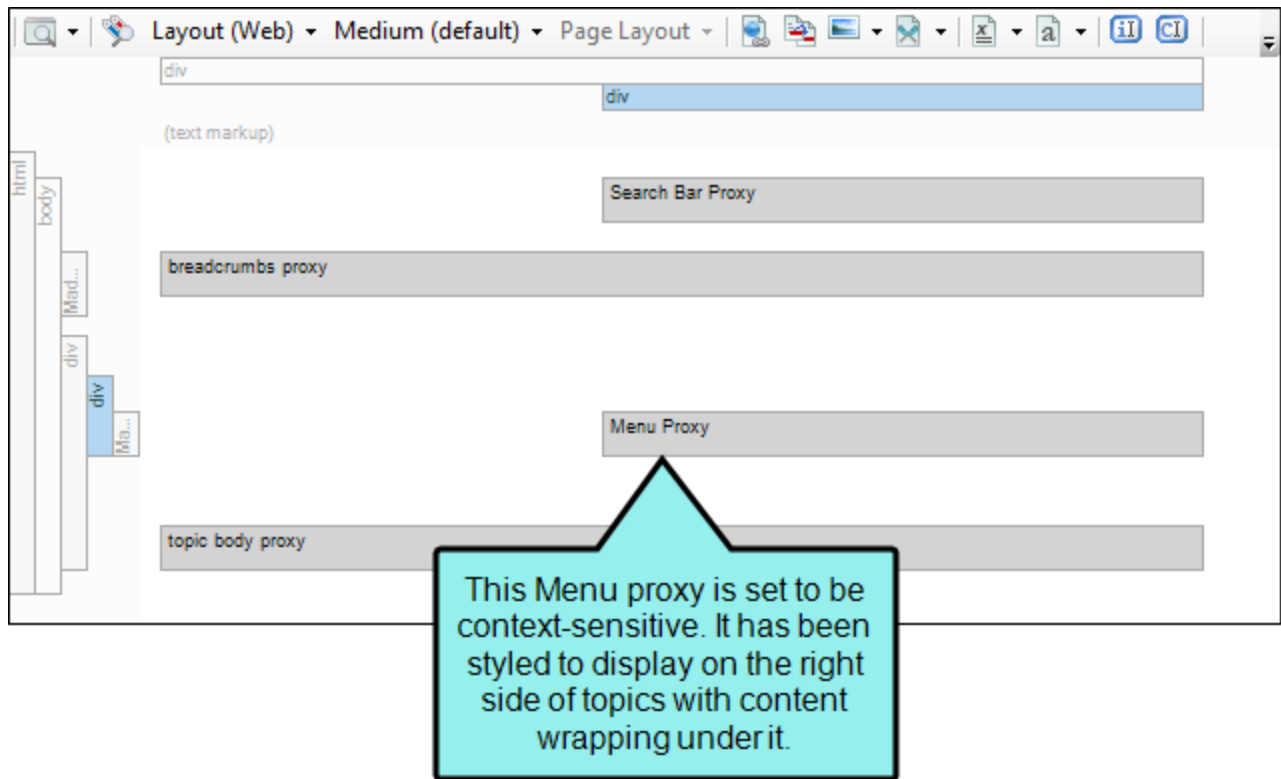 Layout (Web) Medium (default) Page Layout
div
div
(text markup)
html
body
Search Bar Proxy
Mad...
breadcrumbs proxy
div
div
Ma...
Menu Proxy
topic body proxy
This Menu proxy is set to be
context-sensitive. It has been
styled to display on the right
side of topics with content
wrapping under it.